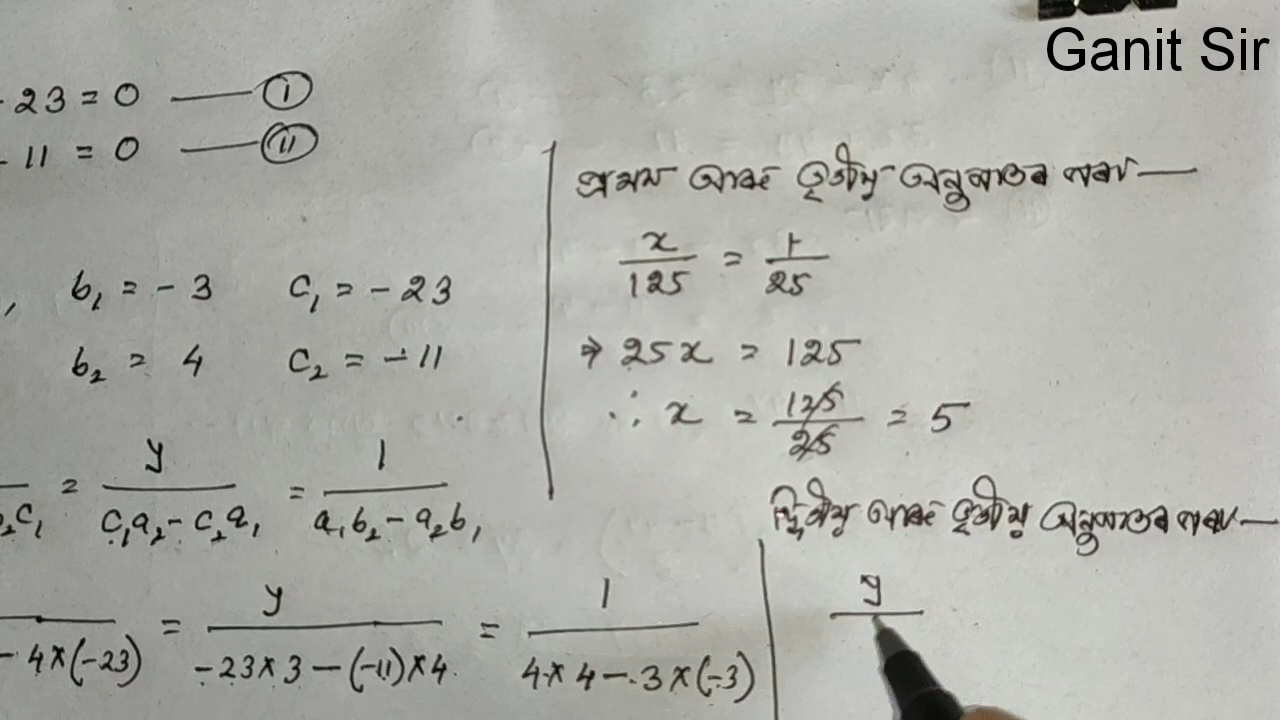 Ganit Sir
23 = 0 —— (i)
- 11 = 0 —— (ii)
, b₁ = - 3 c₁ = - 23
b₂ = 4 c₂ = - 11
₂c₁ = y/(c₁a₂ - c₂a₁) = 1/(a₁b₂ - a₂b₁)
- 4×(-23) = y/(-23×3 - (-11)×4) = 1/(4×4 - 3×(-3))
প্ৰথম আৰু তৃতীয় অনুপাতৰ পৰা —
x/125 = 1/25
⇒ 25x = 125
∴ x = 125/25 = 5
দ্বিতীয় আৰু তৃতীয় অনুপাতৰ পৰা —
y